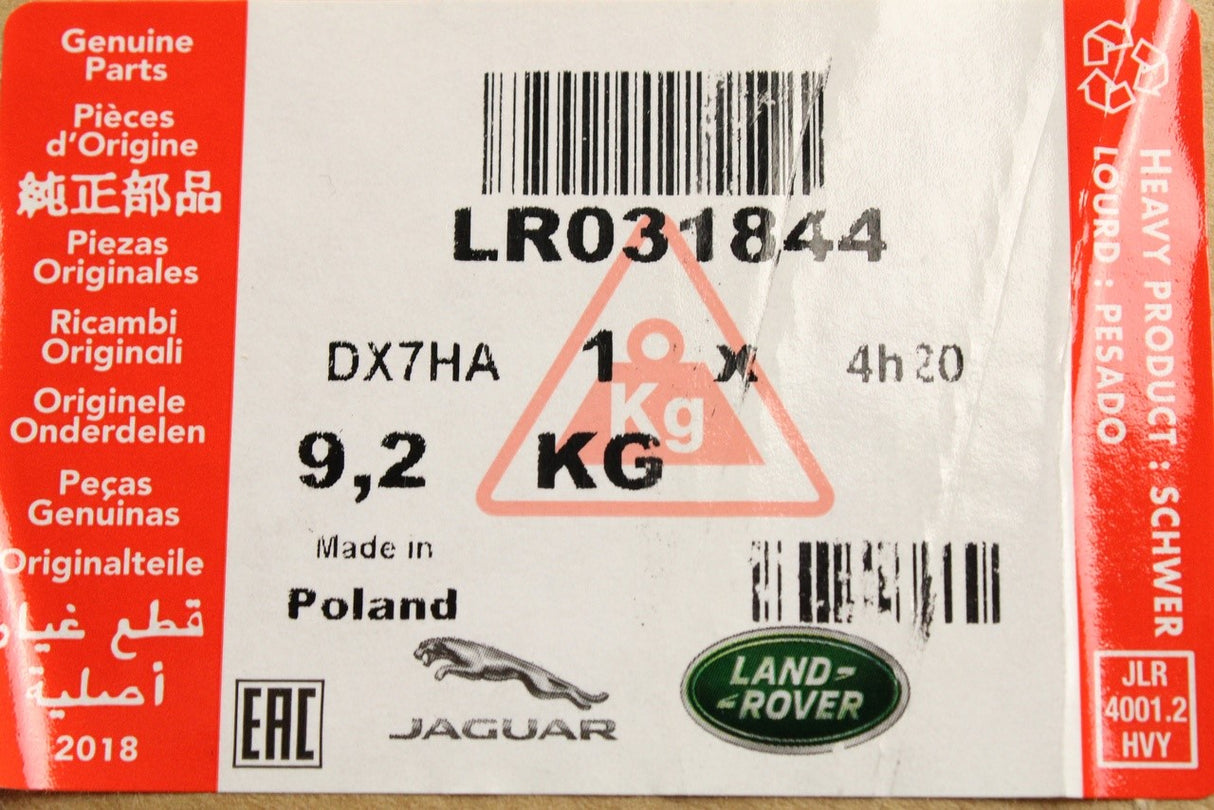 Genuine
Parts
Pièces
d'Origine
純正部品
Piezas
Originales
Ricambi
Originali
Originele
Onderdelen
Peças
Genuinas
Originalteile
قطع غيار
أصلية
2018
LR031844
DX7HA 1 x 4h20
Kg
9,2 KG
Made in
Poland
EAC
JAGUAR
LAND-
-ROVER
HEAVY PRODUCT : SCHWER
LOURD : PESADO
JLR
4001.2
HVY